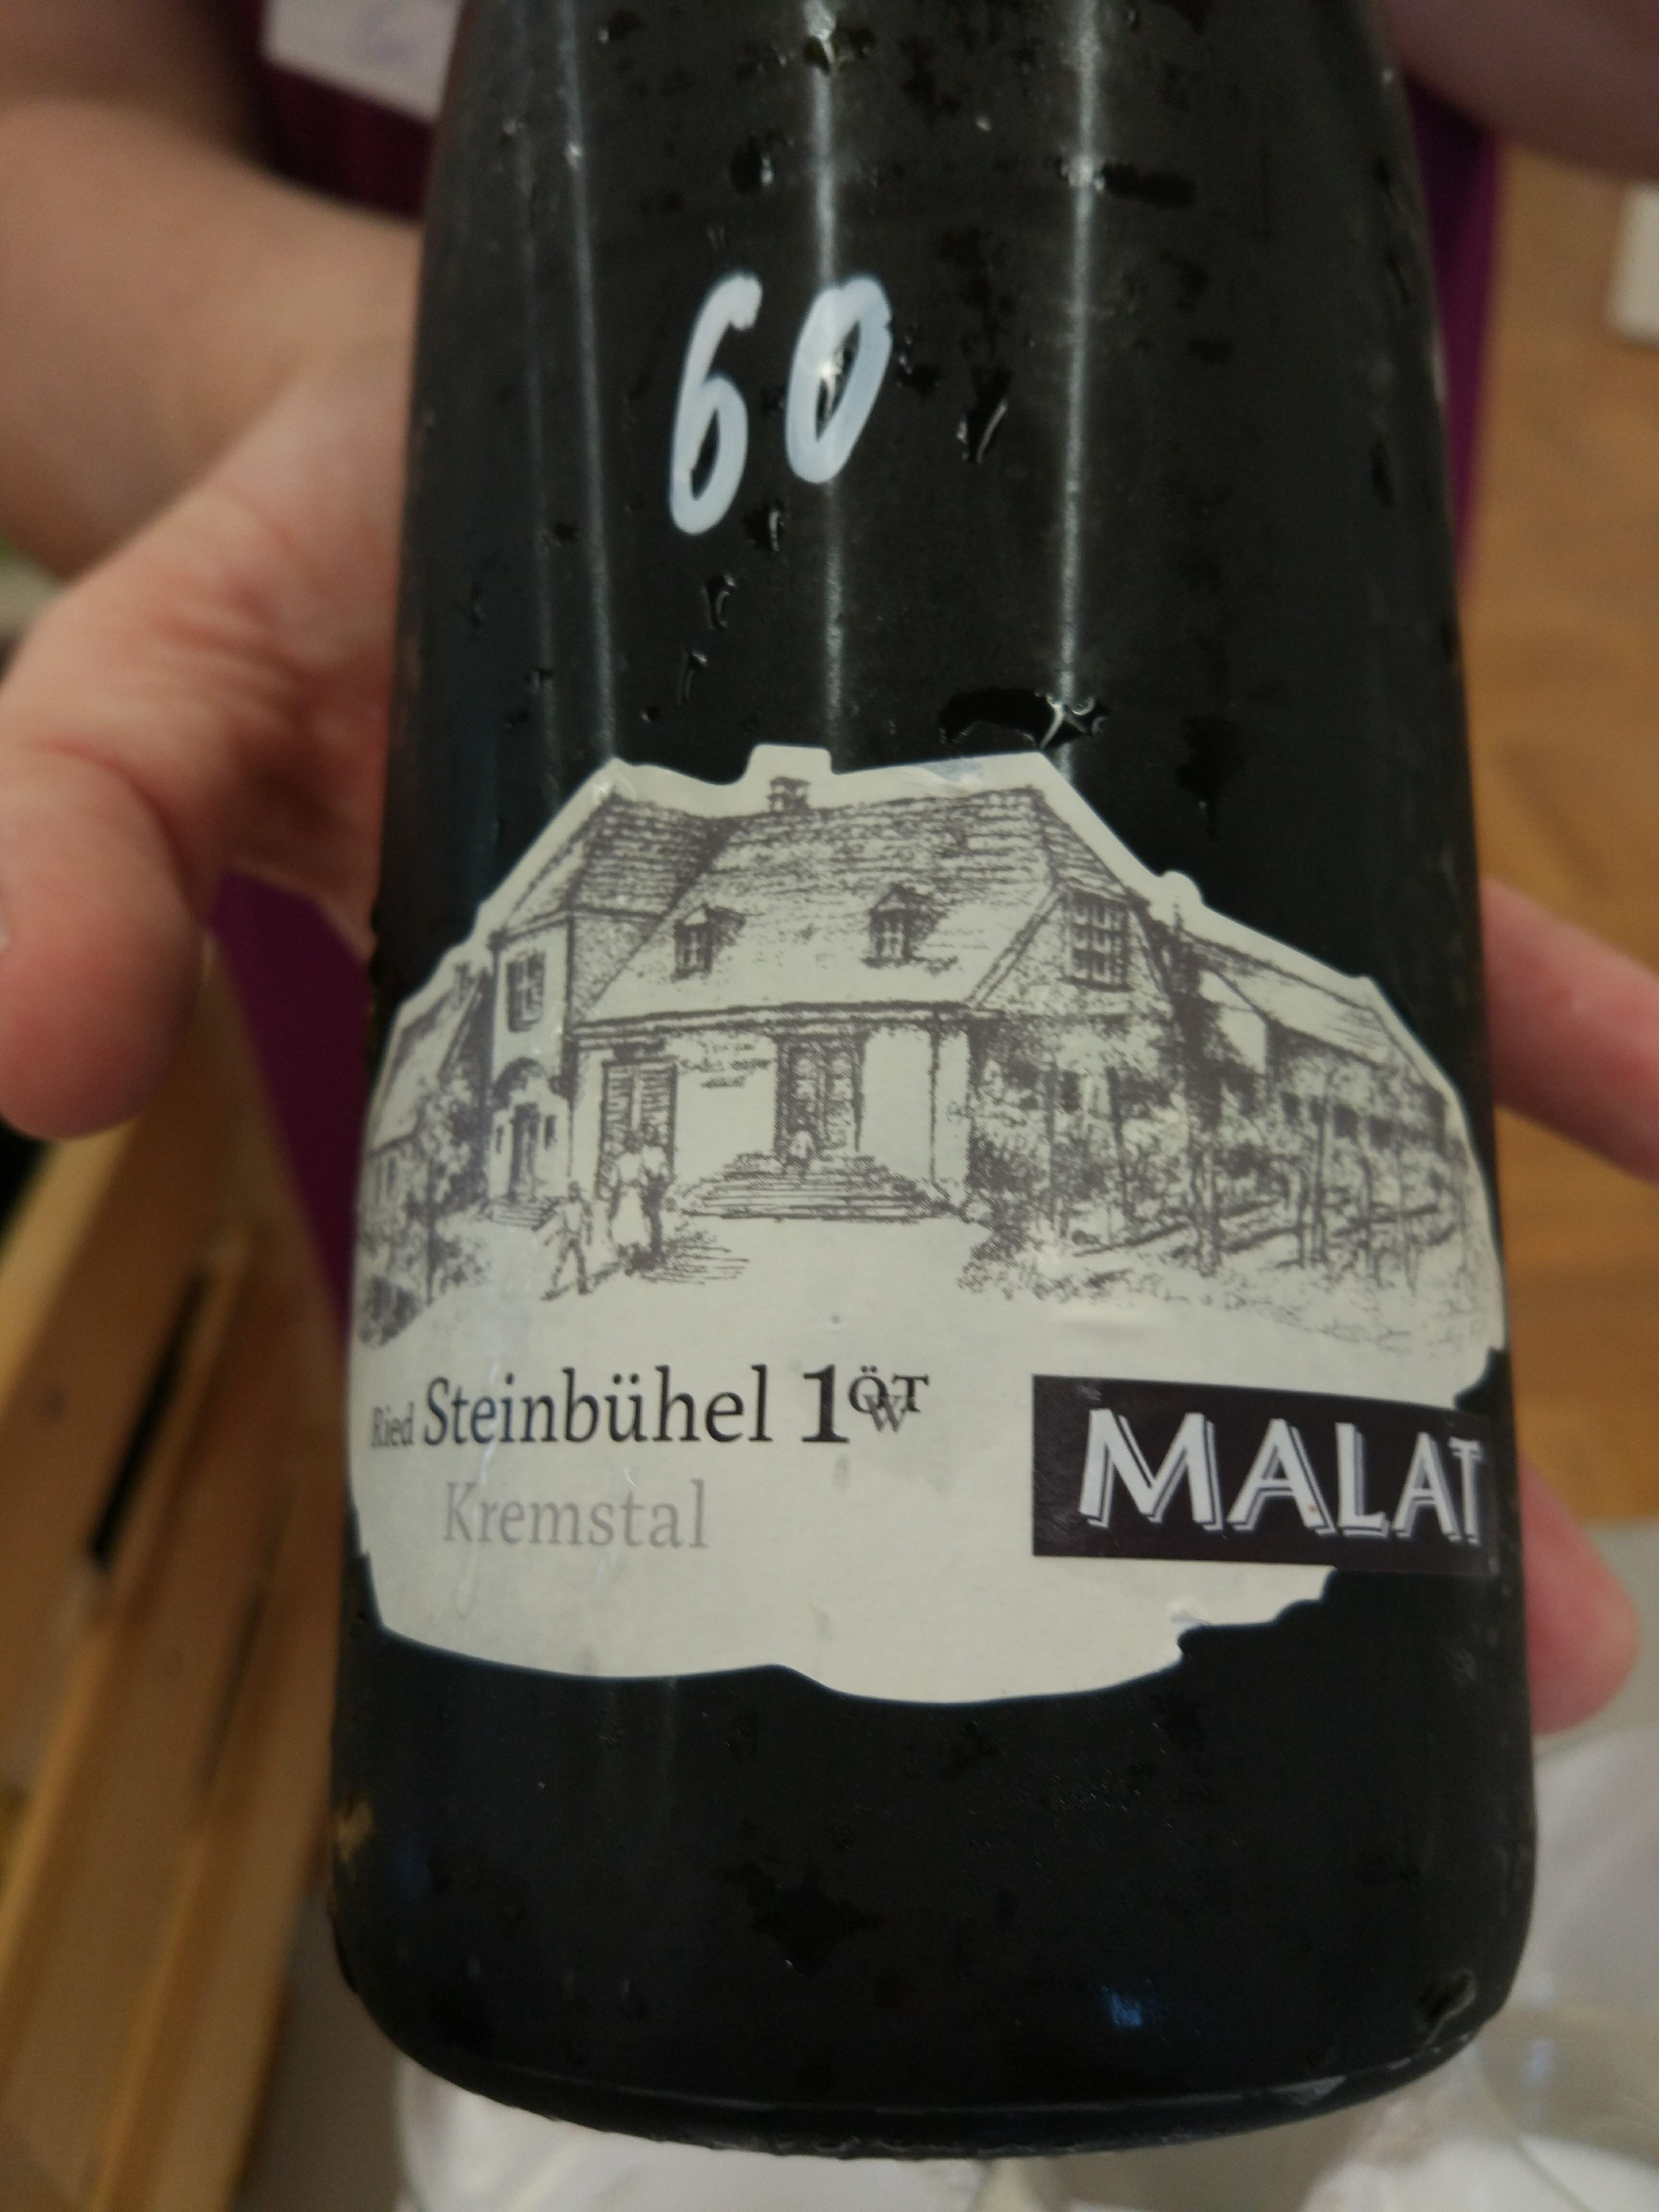 60
Ried Steinbühel 1ÖTW
Kremstal
MALAT